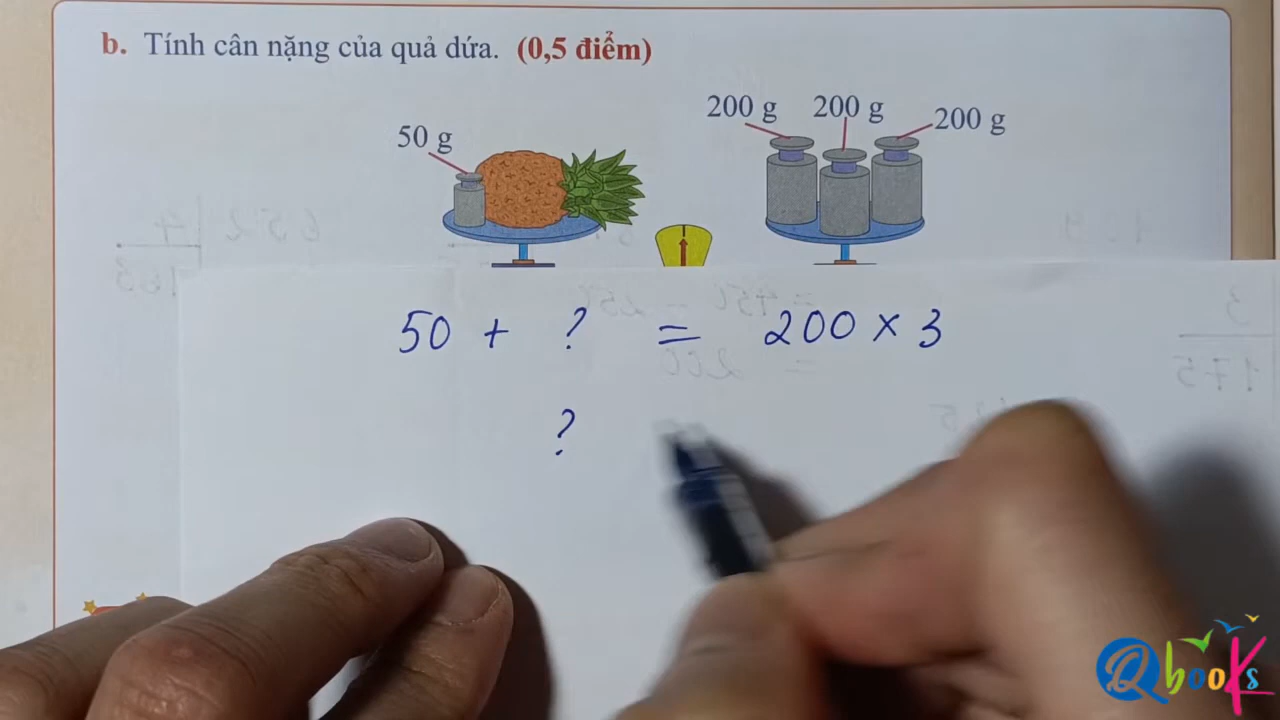 b. Tính cân nặng của quả dứa. (0,5 điểm)
200 g 200 g 200 g
50 g
50 + ? = 200 × 3
?
Qbooks